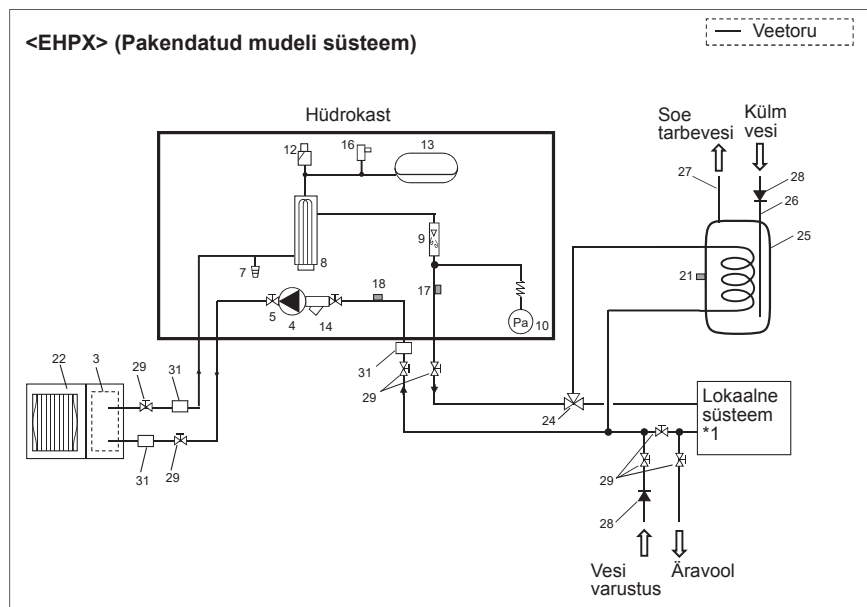 <EHPX> (Pakendatud mudeli süsteem)
Veetoru
Hüdrokast
Soe
tarbevesi
Külm
vesi
12
16
13
27
28
26
25
9
7
8
18
17
21
5
4
14
10
Pa
22
3
29
31
31
29
24
Lokaalne
süsteem
*1
31
29
29
28
Vesi
varustus
Äravool